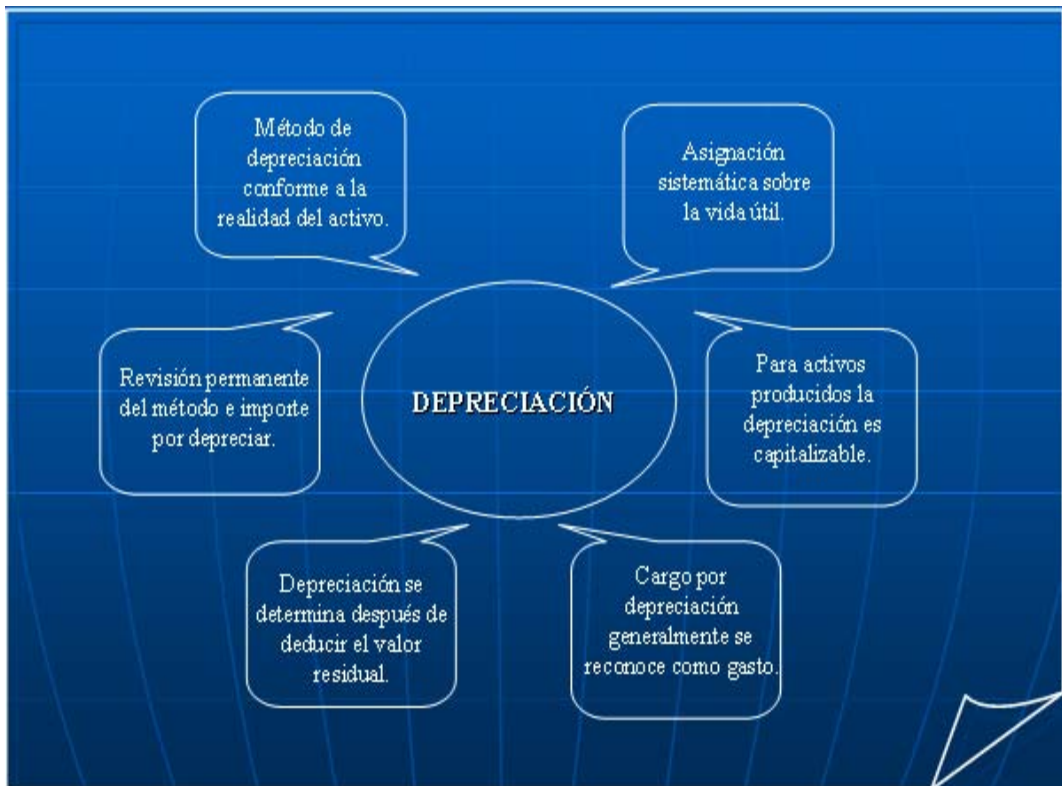 Método de
depreciación
conforme a la
realidad del activo.
Asignación
sistemática sobre
la vida útil.
Revisión permanente
del método e importe
por depreciar.
DEPRECIACIÓN
Para activos
producidos la
depreciación es
capitalizable.
Depreciación se
determina después de
deducir el valor
residual.
Cargo por
depreciación
generalmente se
reconoce como gasto.